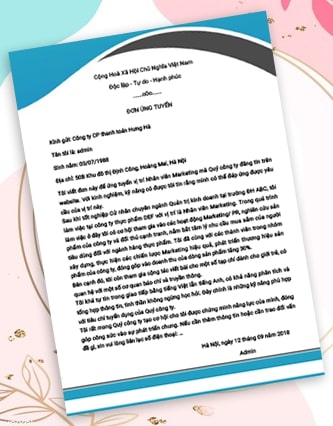 Cộng Hoà Xã Hội Chủ Nghĩa Việt Nam
Độc lập - Tự do - Hạnh phúc
------oOo------
ĐƠN ỨNG TUYỂN
Kính gửi: Công ty CP thanh toán Hưng Hà
Tên tôi là: admin
Sinh năm: 03/07/1988
Địa chỉ: 50B Khu đô thị Định Công, Hoàng Mai, Hà Nội
Tôi viết đơn này để ứng tuyển vị trí Nhân viên Marketing mà Quý công ty đăng tin trên
website. Với kinh nghiệm, kỹ năng có được tôi tin rằng mình có thể đáp ứng được yêu
cầu của vị trí này.
Sau khi tốt nghiệp Cử nhân chuyên ngành Quản trị kinh doanh tại trường ĐH ABC, tôi
làm việc tại công ty thực phẩm DEF với vị trí là Nhân viên Marketing. Trong quá trình
làm việc ở đây tôi có cơ hội tham gia vào các hoạt động Marketing/ PR, nghiên cứu sản
phẩm của công ty và đối thủ cạnh tranh, nắm bắt tâm lý nhu cầu mua sắm của người
tiêu dùng đối với ngành hàng thực phẩm. Tôi đã cùng với các thành viên trong nhóm
xây dựng, thực hiện các chiến lược Marketing hiệu quả, phát triển thương hiệu sản
phẩm của công ty, đóng góp vào doanh thu của dòng sản phẩm tăng 30%.
Bên cạnh đó, tôi còn tham gia cộng tác viết bài cho một số tạp chí dành cho giới trẻ, có
quan hệ với một số cơ quan báo chí và truyền thông.
Tôi khá tự tin trong giao tiếp bằng tiếng Việt lẫn tiếng Anh, có khả năng phân tích và
tổng hợp thông tin, tinh thần không ngừng học hỏi. Đây chính là những kỹ năng phù hợp
với tiêu chí tuyển dụng của Quý công ty.
Tôi rất mong Quý công ty tạo cơ hội cho tôi được chứng minh năng lực của mình, đóng
góp công sức vào sự phát triển chung. Nếu cần thêm thông tin hoặc cần trao đổi vấn
đề gì, xin vui lòng liên lạc số điện thoại: ...
Hà Nội, ngày 12 tháng 09 năm 2018
Admin